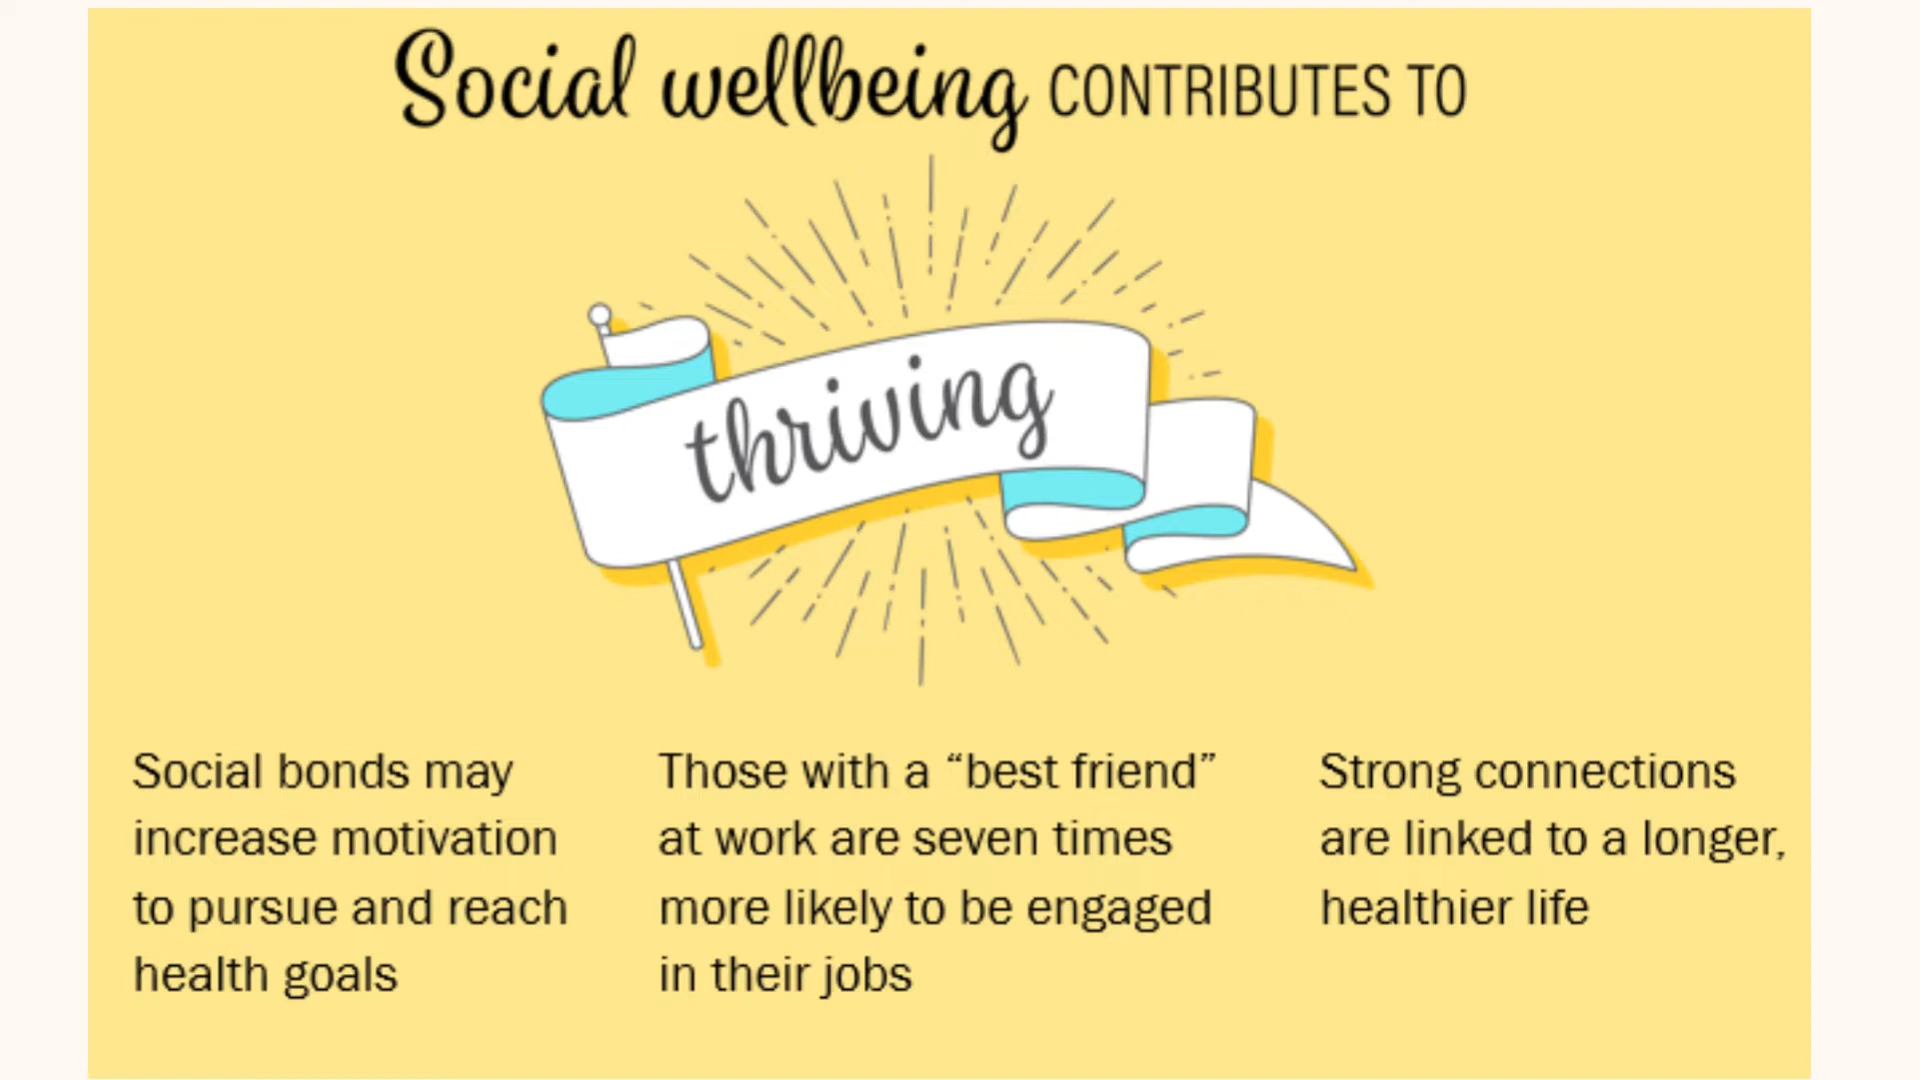 Social wellbeing CONTRIBUTES TO
thriving
Social bonds may
increase motivation
to pursue and reach
health goals
Those with a “best friend”
at work are seven times
more likely to be engaged
in their jobs
Strong connections
are linked to a longer,
healthier life